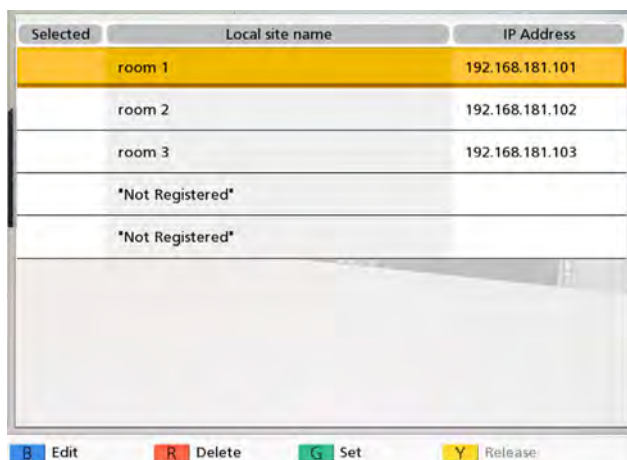 Selected Local site name IP Address
room 1 192.168.181.101
room 2 192.168.181.102
room 3 192.168.181.103
"Not Registered"
"Not Registered"
B Edit R Delete G Set Y Release